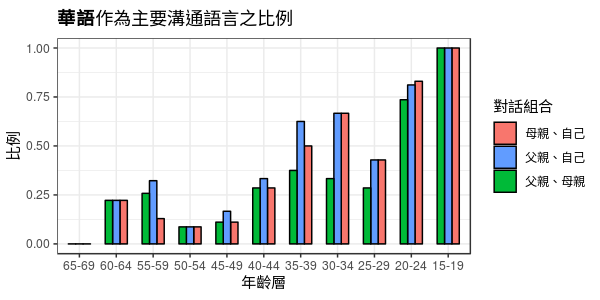 華語作為主要溝通語言之比例
比例
1.00
0.75
0.50
0.25
0.00
65-69 60-64 55-59 50-54 45-49 40-44 35-39 30-34 25-29 20-24 15-19
年齡層
對話組合
母親、自己
父親、自己
父親、母親